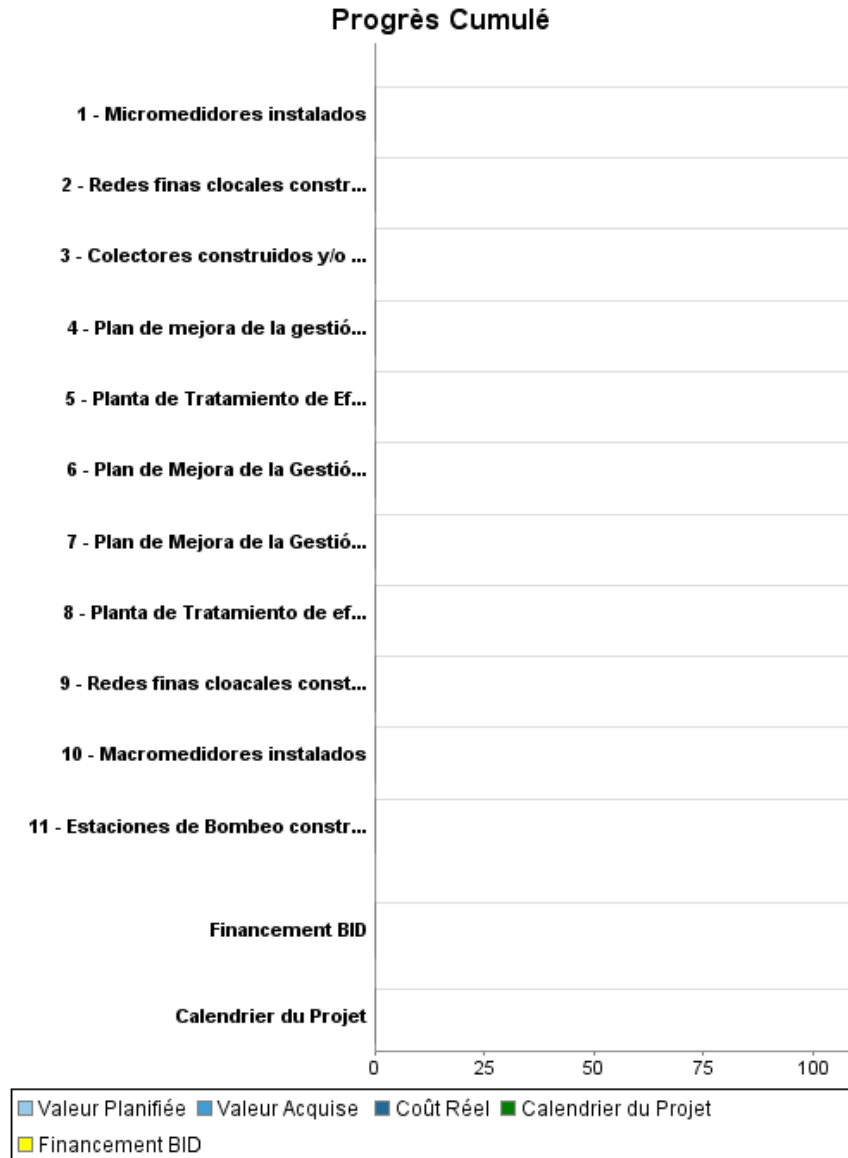 Progrès Cumulé
1 - Micromedidores instalados
2 - Redes finas clocales constr...
3 - Colectores construidos y/o ...
4 - Plan de mejora de la gestió...
5 - Planta de Tratamiento de Ef...
6 - Plan de Mejora de la Gestió...
7 - Plan de Mejora de la Gestió...
8 - Planta de Tratamiento de ef...
9 - Redes finas cloacales const...
10 - Macromedidores instalados
11 - Estaciones de Bombeo constr...
Financement BID
Calendrier du Projet
0 25 50 75 100
Valeur Planifiée Valeur Acquise Coût Réel Calendrier du Projet
Financement BID